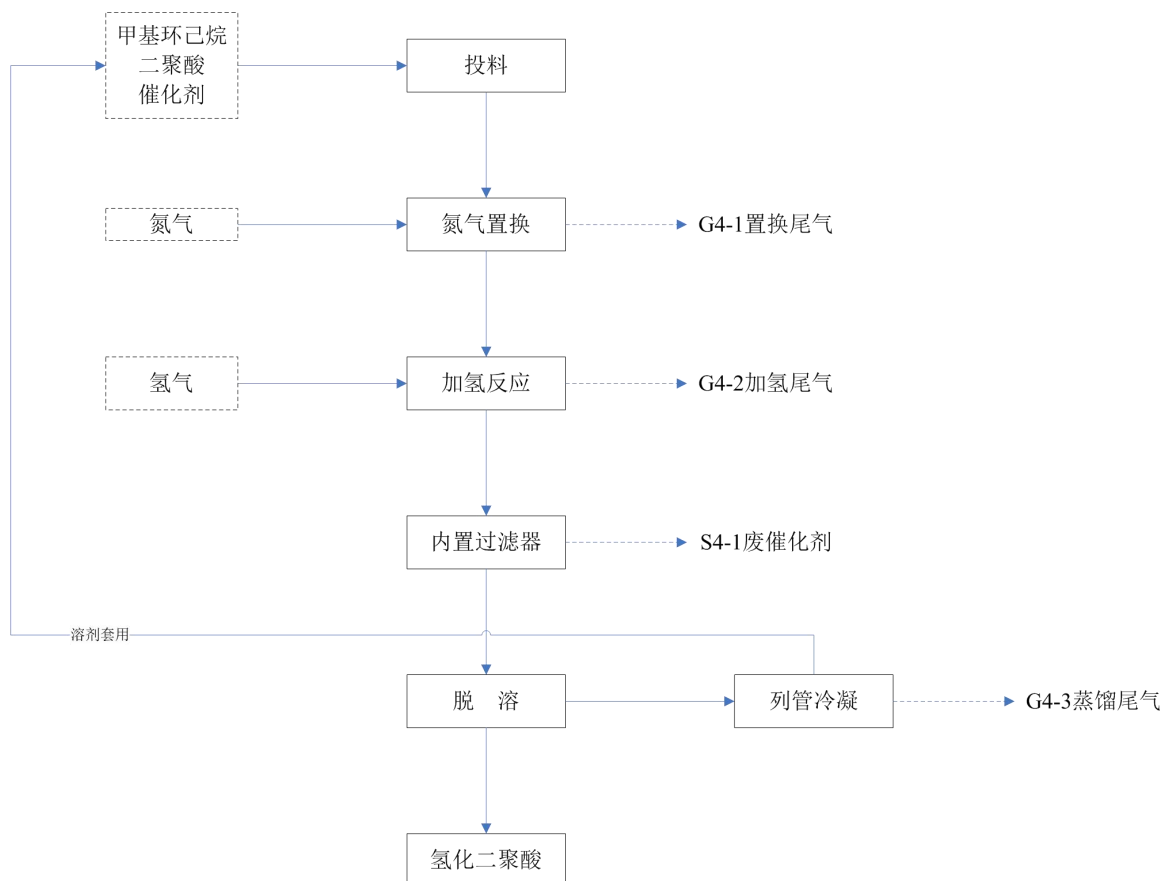 甲基环己烷
二聚酸
催化剂
投料
氮气
氮气置换
G4-1置换尾气
氢气
加氢反应
G4-2加氢尾气
内置过滤器
S4-1废催化剂
溶剂套用
脱 溶
列管冷凝
G4-3蒸馏尾气
氢化二聚酸